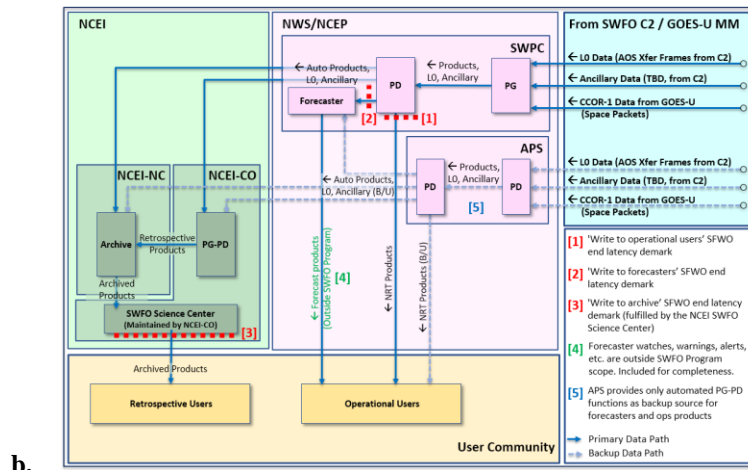 NCEI
NWS/NCEP
From SWFO C2 / GOES-U MM
SWPC
← Auto Products,
L0, Ancillary
← Products,
L0, Ancillary
PD
PG
Forecaster
[2]
[1]
← L0 Data (AOS Xfer Frames from C2)
← Ancillary Data (TBD, from C2)
← CCOR-1 Data from GOES-U
(Space Packets)
APS
← Products,
L0, Ancillary
PD
PD
[5]
← L0 Data (AOS Xfer Frames from C2)
← Ancillary Data (TBD, from C2)
← CCOR-1 Data from GOES-U
(Space Packets)
NCEI-NC
NCEI-CO
← Auto Products,
L0, Ancillary (B/U)
Archive
Retrospective
Products
PG-PD
Archived
Products
SWFO Science Center
(Maintained by NCEI-CO)
[3]
← Forecast products
(Outside SWFO Program)
[4]
← NRT Products
← NRT Products (B/U)
Archived Products
Retrospective Users
Operational Users
User Community
[1] 'Write to operational users' SFWO
end latency demark
[2] 'Write to forecasters' SFWO end
latency demark
[3] 'Write to archive' SFWO end latency
demark (fulfilled by the NCEI SWFO
Science Center)
[4] Forecaster watches, warnings, alerts,
etc. are outside SWFO Program
scope. Included for completeness.
[5] APS provides only automated PG-PD
functions as backup source for
forecasters and ops products
Primary Data Path
Backup Data Path
b.